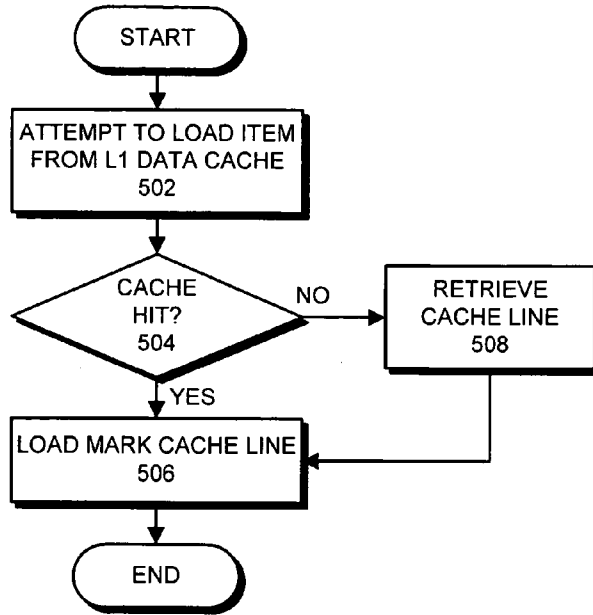 START
ATTEMPT TO LOAD ITEM
FROM L1 DATA CACHE
502
CACHE
HIT?
504
NO
RETRIEVE
CACHE LINE
508
YES
LOAD MARK CACHE LINE
506
END